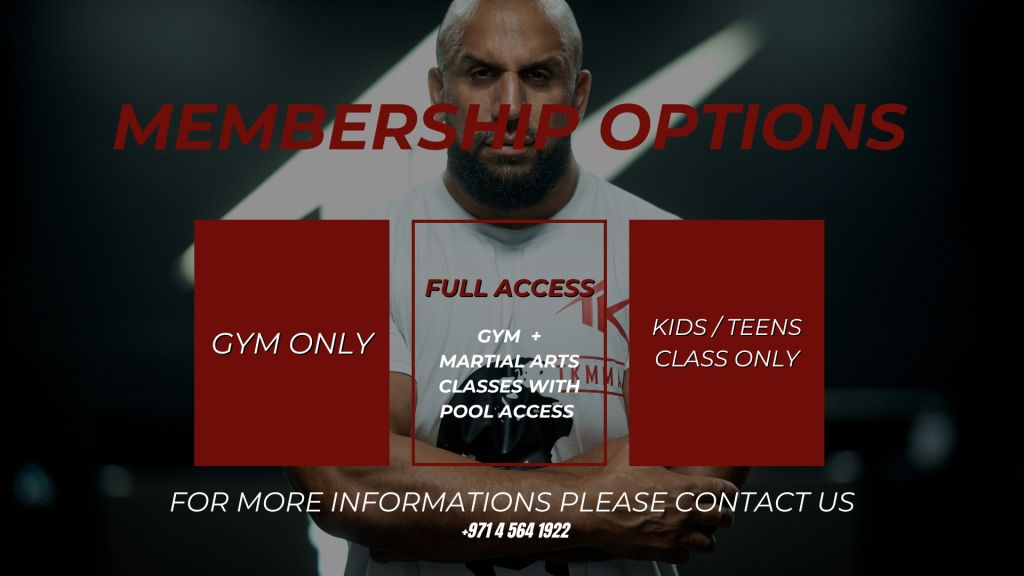 MEMBERSHIP OPTIONS
GYM ONLY
FULL ACCESS
GYM +
MARTIAL ARTS
CLASSES WITH
POOL ACCESS
KIDS / TEENS
CLASS ONLY
TK
FOR MORE INFORMATIONS PLEASE CONTACT US
+971 4 564 1922